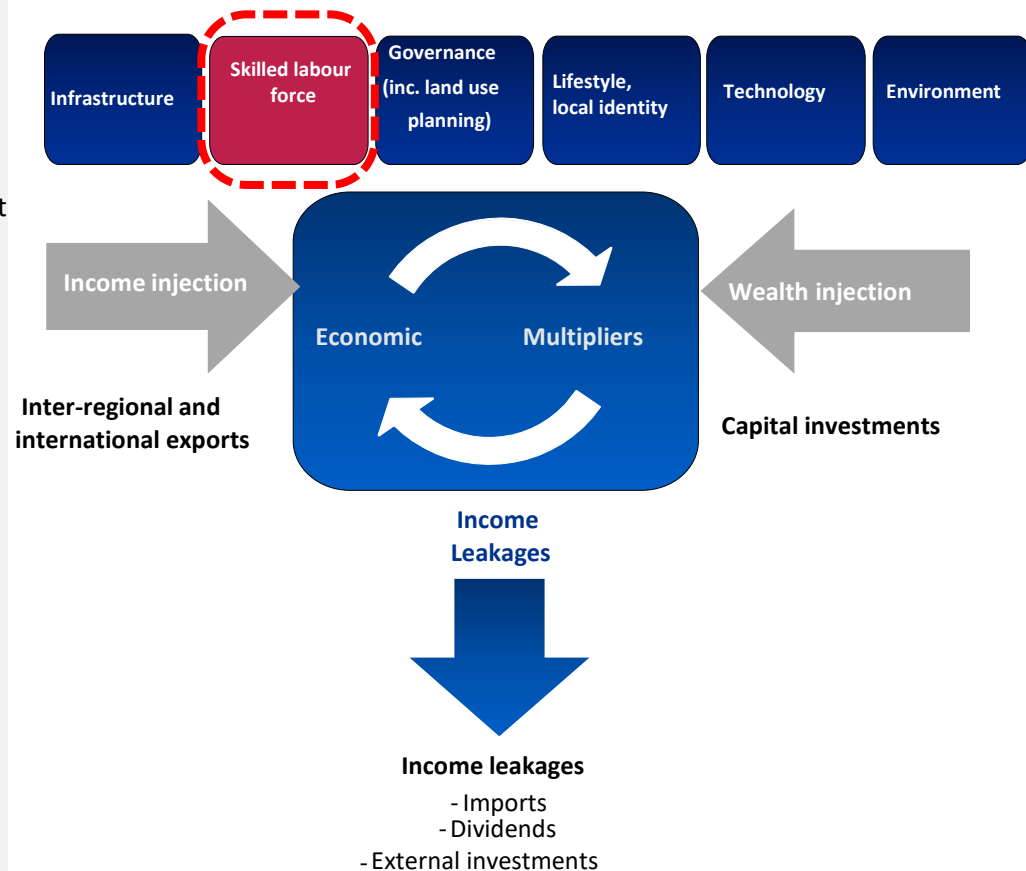 Infrastructure
Skilled labour
force
Governance
(inc. land use
planning)
Lifestyle,
local identity
Technology
Environment
t
Income injection
Economic
Multipliers
Wealth injection
Inter-regional and
international exports
Capital investments
Income
Leakages
Income leakages
- Imports
- Dividends
- External investments